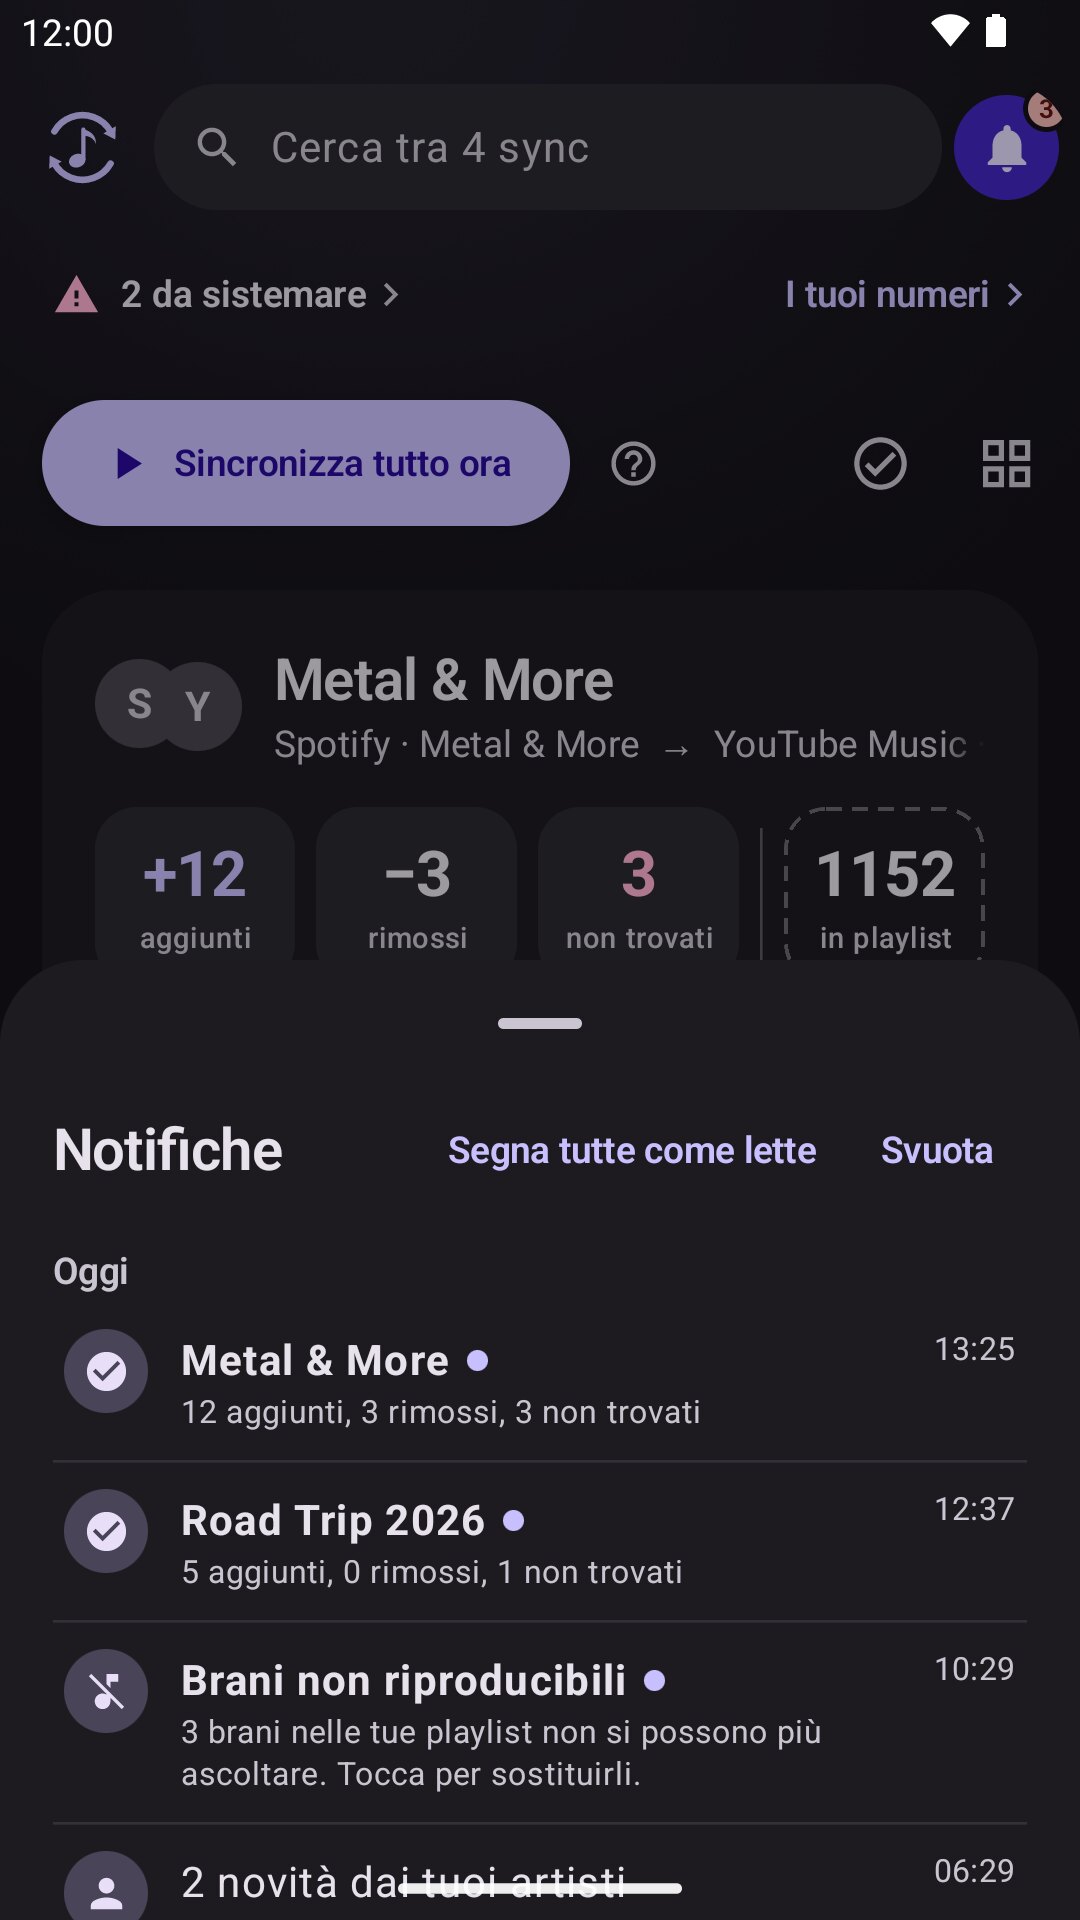 12:00
Cerca tra 4 sync
3
2 da sistemare
I tuoi numeri
Sincronizza tutto ora
S Y
Metal & More
Spotify · Metal & More → YouTube Music
+12
−3
3
1152
aggiunti
rimossi
non trovati
in playlist
Notifiche
Segna tutte come lette
Svuota
Oggi
Metal & More
13:25
12 aggiunti, 3 rimossi, 3 non trovati
Road Trip 2026
12:37
5 aggiunti, 0 rimossi, 1 non trovati
Brani non riproducibili
10:29
3 brani nelle tue playlist non si possono più
ascoltare. Tocca per sostituirli.
2 novità dai tuoi artisti
06:29